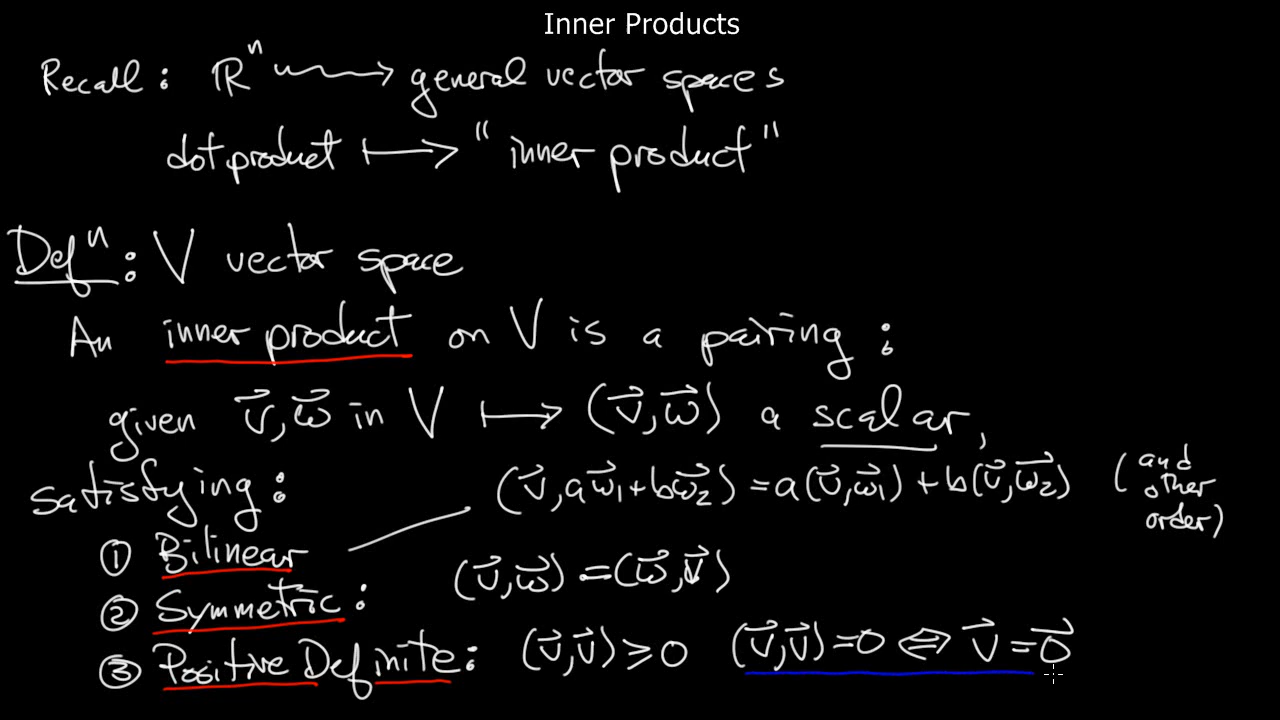 Inner Products
Recall: ℝⁿ ⟿ general vector spaces
dot product ⟼ "inner product"
Defⁿ: V vector space
An inner product on V is a pairing:
given v⃗, w⃗ in V ⟼ (v⃗, w⃗) a scalar,
satisfying:
(v⃗, aw⃗₁ + bw⃗₂) = a(v⃗, w⃗₁) + b(v⃗, w⃗₂) (and other order)
① Bilinear
② Symmetric: (v⃗, w⃗) = (w⃗, v⃗)
③ Positive Definite: (v⃗, v⃗) ≥ 0 (v⃗, v⃗) = 0 ⇔ v⃗ = 0⃗